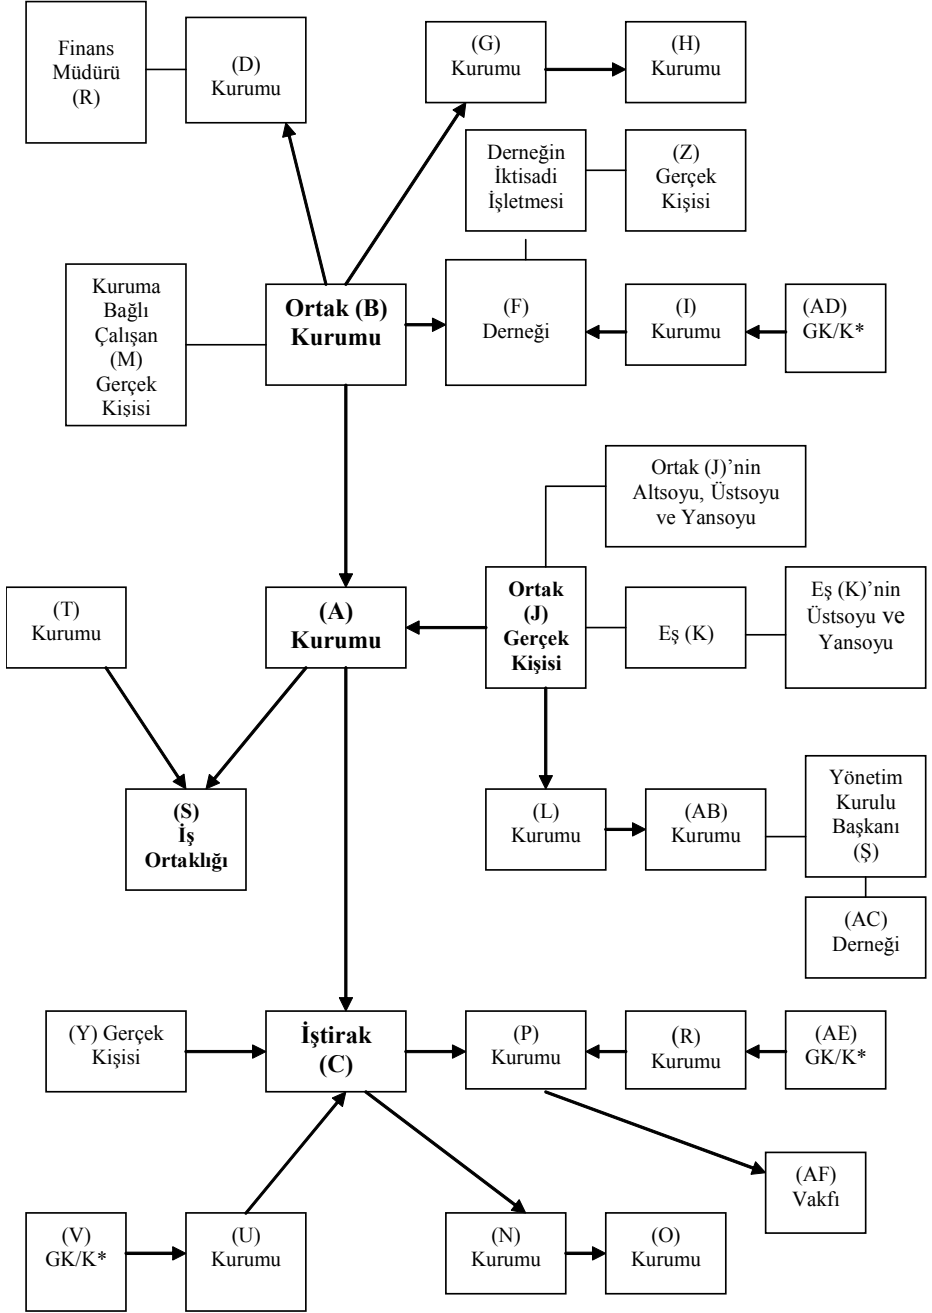 Finans
Müdürü
(R)
(D)
Kurumu
(G)
Kurumu
(H)
Kurumu
Derneğin
İktisadi
İşletmesi
(Z)
Gerçek
Kişisi
Kuruma
Bağlı
Çalışan
(M)
Gerçek
Kişisi
Ortak (B)
Kurumu
(F)
Derneği
(I)
Kurumu
(AD)
GK/K*
Ortak (J)’nin
Altsoyu, Üstsoyu
ve Yansoyu
(T)
Kurumu
(A)
Kurumu
Ortak
(J)
Gerçek
Kişisi
Eş (K)
Eş (K)’nin
Üstsoyu ve
Yansoyu
(S)
İş
Ortaklığı
(L)
Kurumu
(AB)
Kurumu
Yönetim
Kurulu
Başkanı
(Ş)
(AC)
Derneği
(Y) Gerçek
Kişisi
İştirak
(C)
(P)
Kurumu
(R)
Kurumu
(AE)
GK/K*
(AF)
Vakfı
(V)
GK/K*
(U)
Kurumu
(N)
Kurumu
(O)
Kurumu